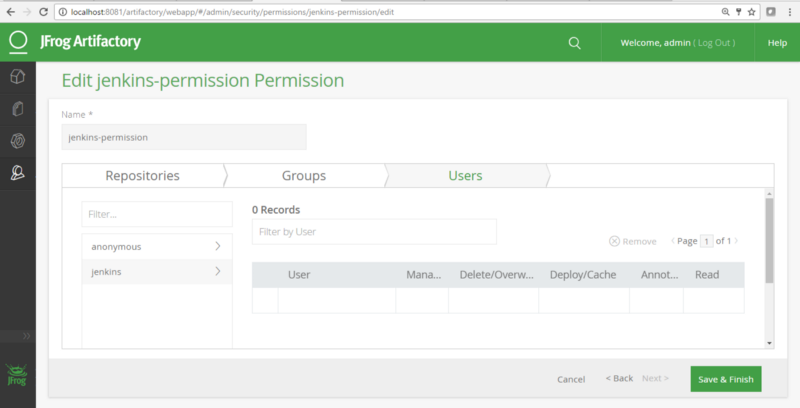 localhost:8081/artifactory/webapp/#/admin/security/permissions/jenkins-permission/edit
JFrog Artifactory
Welcome, admin ( Log Out )
Help
Edit jenkins-permission Permission
Name *
jenkins-permission
Repositories
Groups
Users
Filter...
anonymous
jenkins
0 Records
Filter by User
Remove
Page 1 of 1
User
Mana...
Delete/Overw...
Deploy/Cache
Annot...
Read
JFrog
Cancel
< Back
Next >
Save & Finish